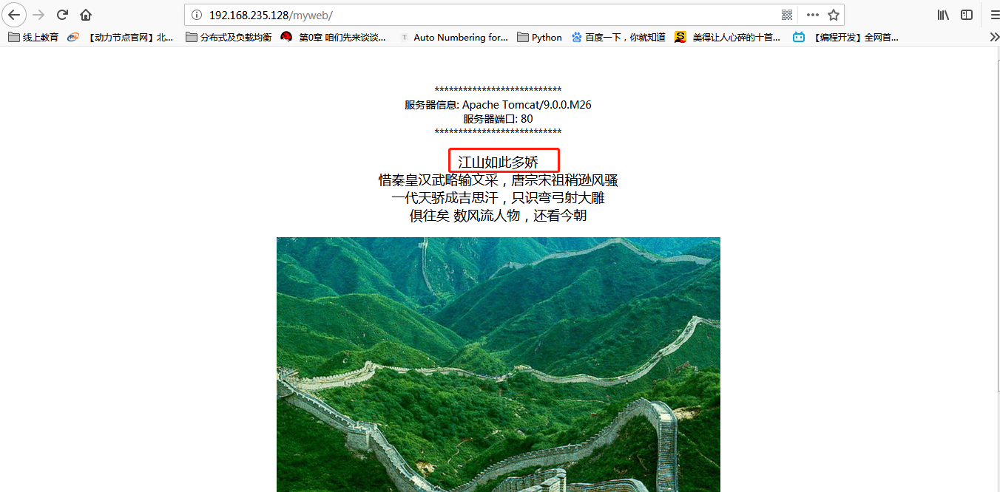 192.168.235.128/myweb/
线上教育 【动力节点官网】北... 分布式及负载均衡 第0章 咱们先来谈谈... T Auto Numbering for... Python 百度一下，你就知道 S 美得让人心碎的十首... 【编程开发】全网首...
***************************
服务器信息: Apache Tomcat/9.0.0.M26
服务器端口: 80
***************************
江山如此多娇
惜秦皇汉武略输文采，唐宗宋祖稍逊风骚
一代天骄成吉思汗，只识弯弓射大雕
俱往矣 数风流人物，还看今朝